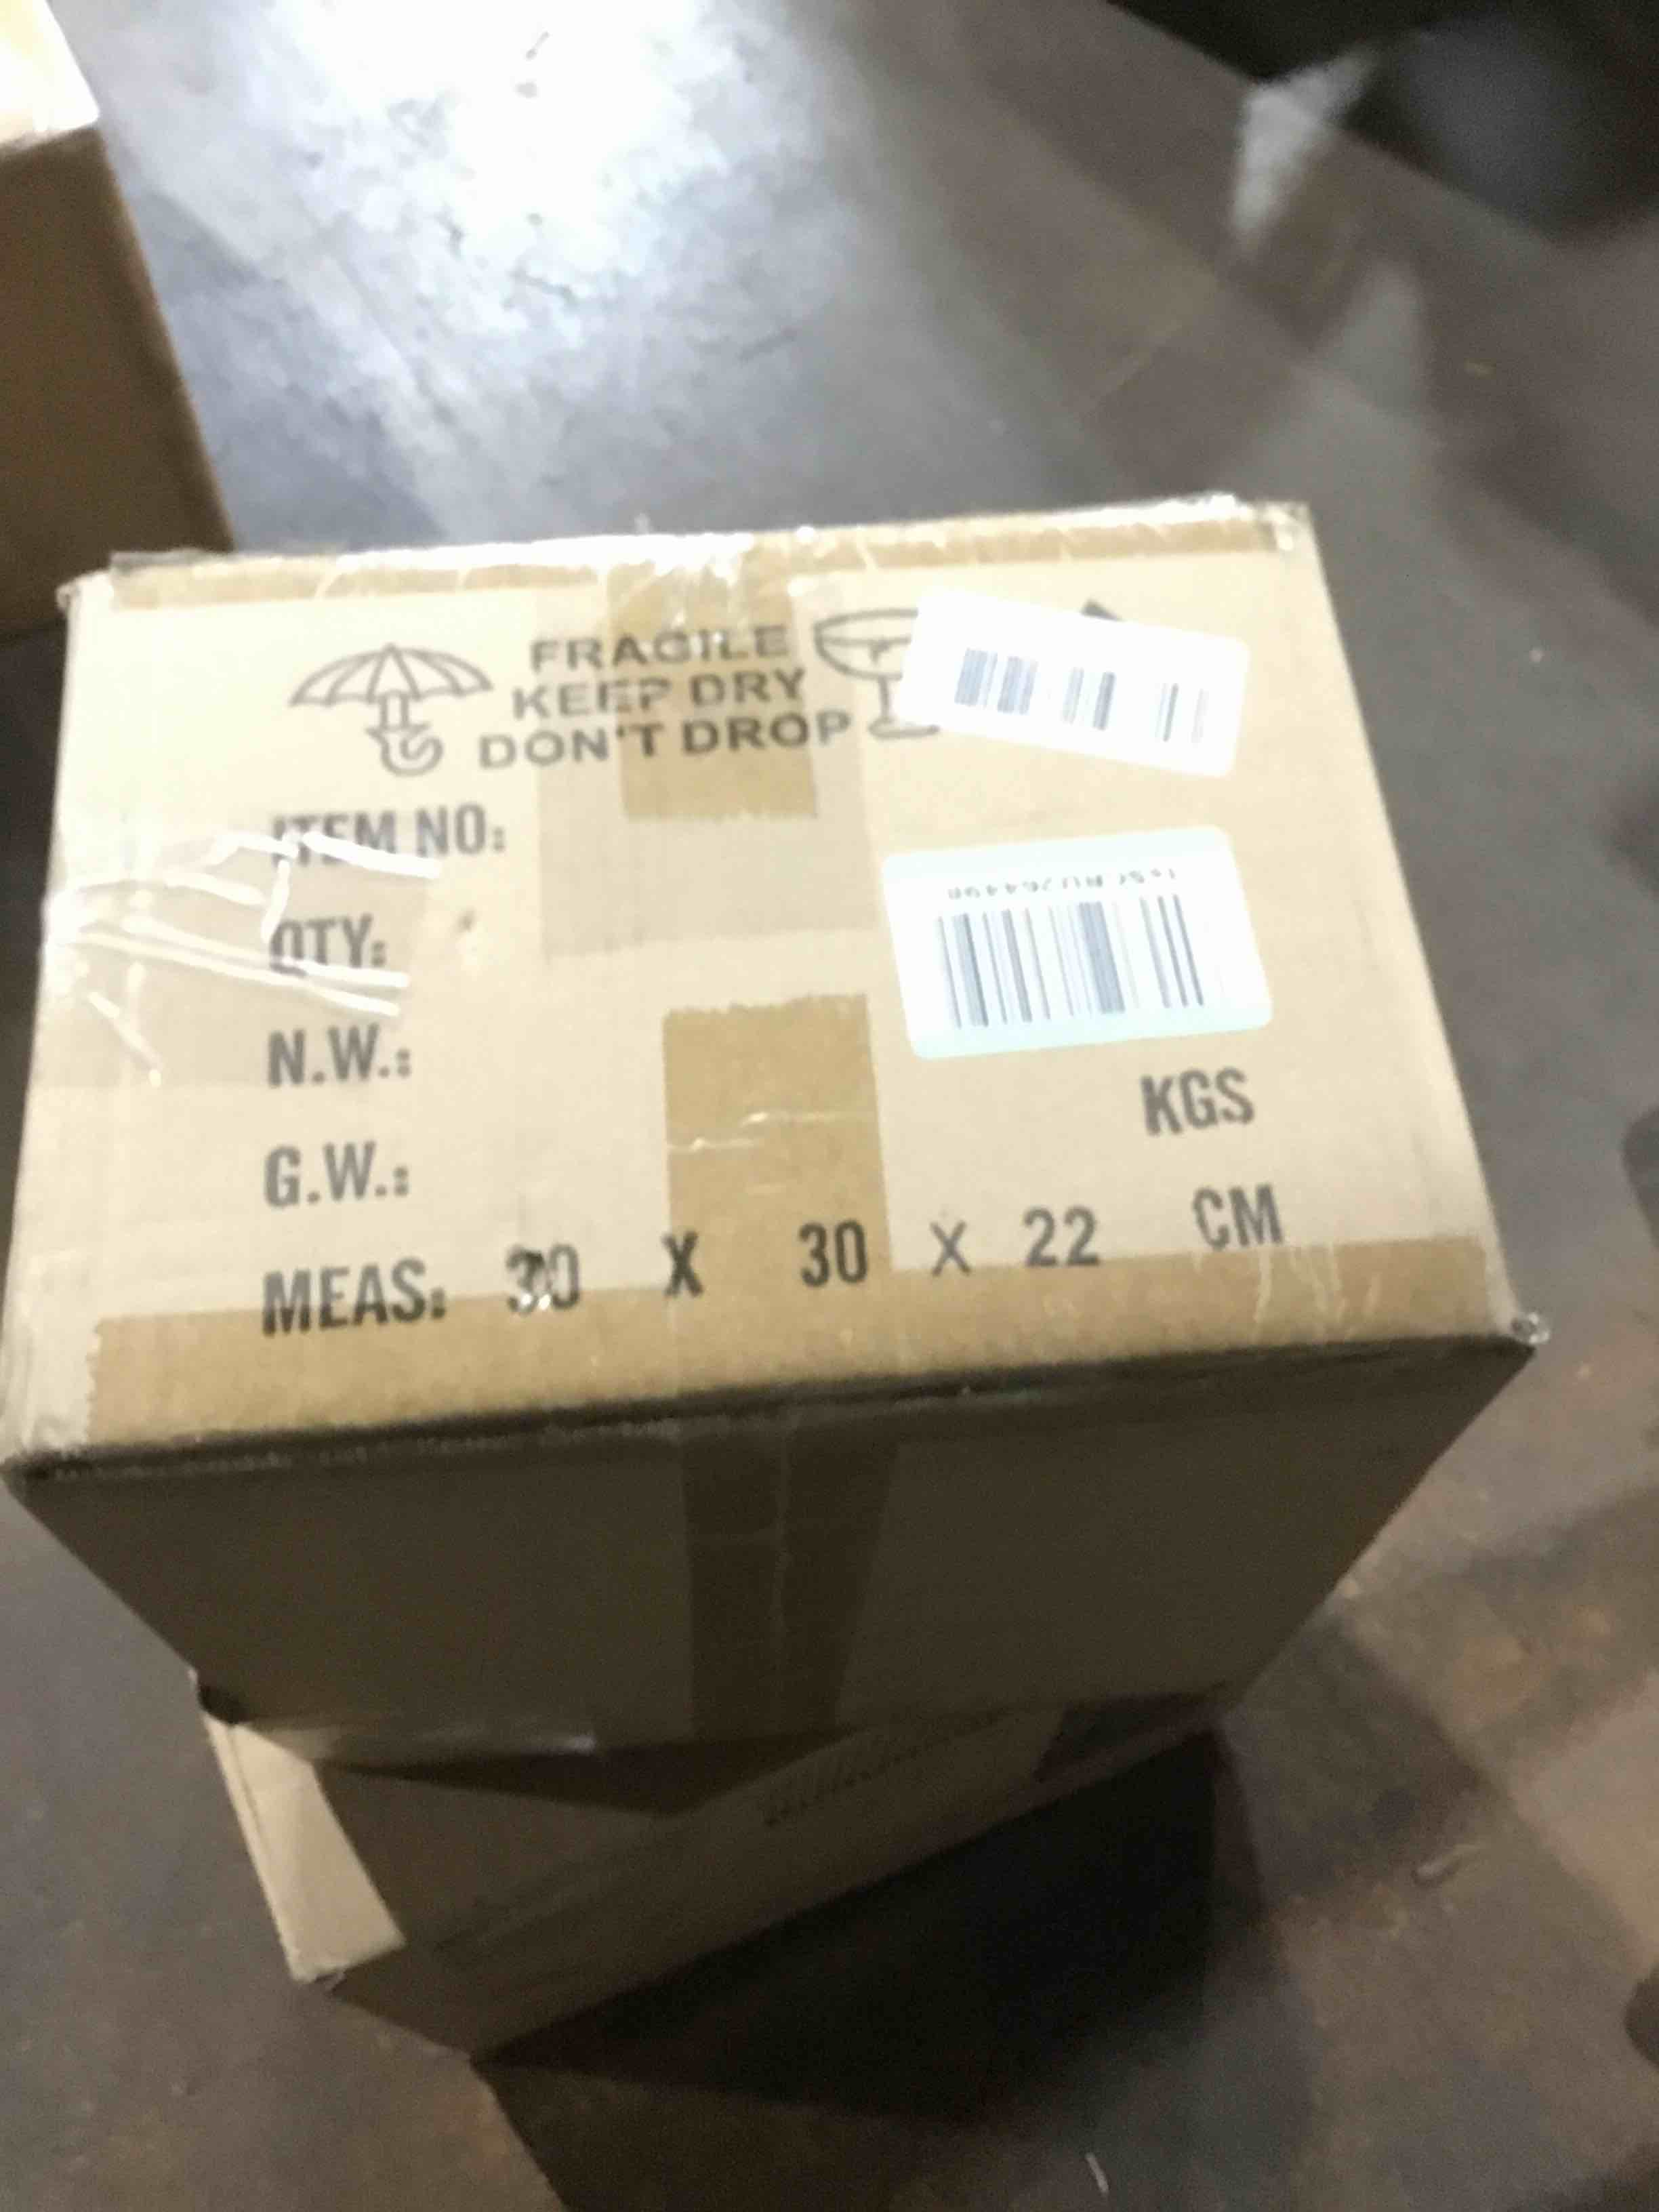 FRAGILE
KEEP DRY
DON'T DROP
ITEM NO:
QTY:
N.W.:
KGS
G.W.:
MEAS: 30 X 30 X 22 CM